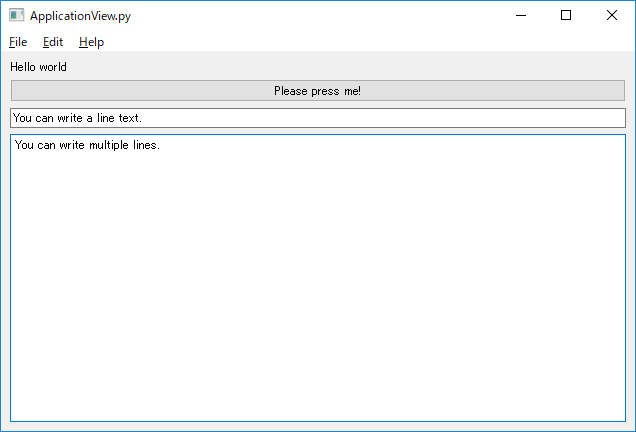 ApplicationView.py
File Edit Help
Hello world
Please press me!
You can write a line text.
You can write multiple lines.